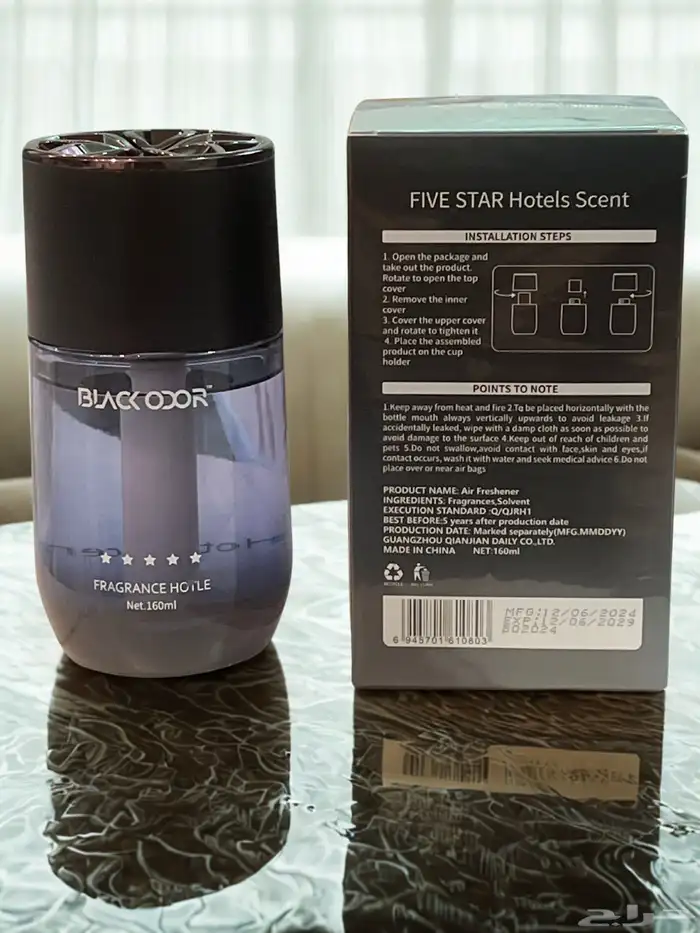 BLACK ODOR™
FRAGRANCE HOTLE
Net.160ml
FIVE STAR Hotels Scent
INSTALLATION STEPS
1. Open the package and
take out the product.
Rotate to open the top
cover
2. Remove the inner
cover
3. Cover the upper cover
and rotate to tighten it
4. Place the assembled
product on the cup
holder
POINTS TO NOTE
1.Keep away from heat and fire 2.To be placed horizontally with the
bottle mouth always vertically upwards to avoid leakage 3.If
accidentally leaked, wipe with a damp cloth as soon as possible to
avoid damage to the surface 4.Keep out of reach of children and
pets 5.Do not swallow,avoid contact with face,skin and eyes,if
contact occurs, wash it with water and seek medical advice 6.Do not
place over or near air bags
PRODUCT NAME: Air Freshener
INGREDIENTS: Fragrances,Solvent
EXECUTION STANDARD :Q/QJRH1
BEST BEFORE:5 years after production date
PRODUCTION DATE: Marked separately(MFG.MMDDYY)
GUANGZHOU QIANJIAN DAILY CO.,LTD.
MADE IN CHINA NET:160ml
6 945701 610803
MFG:12/06/2024
EXP:12/06/2029
B02024
حراج